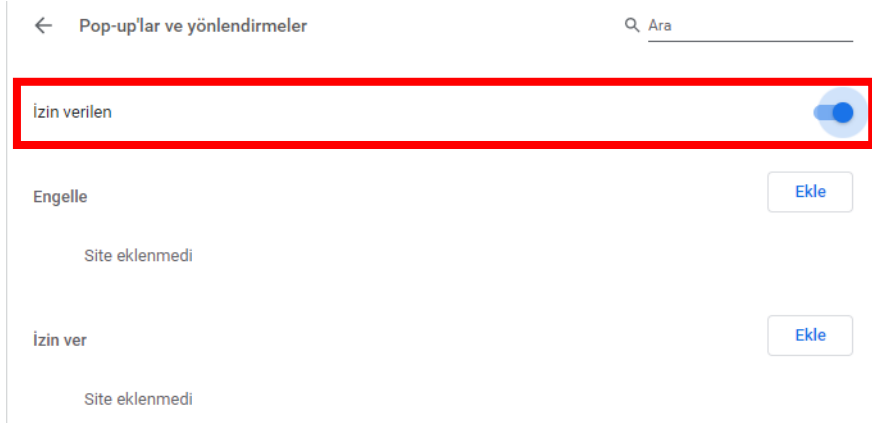 Pop-up'lar ve yönlendirmeler
Ara
İzin verilen
Engelle
Ekle
Site eklenmedi
İzin ver
Ekle
Site eklenmedi